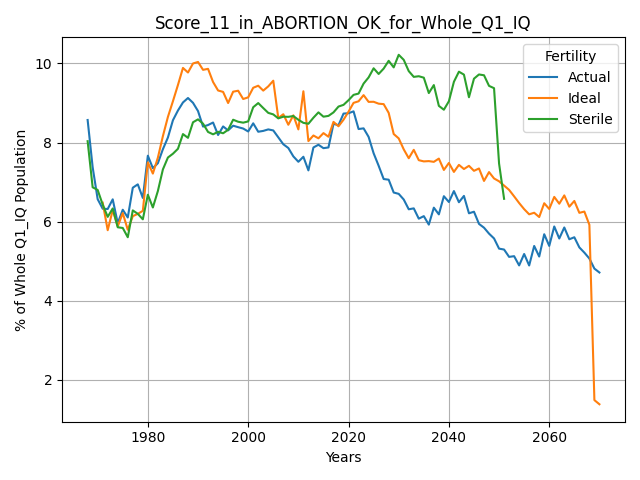 Score_11_in_ABORTION_OK_for_Whole_Q1_IQ
Fertility
Actual
Ideal
Sterile
% of Whole Q1_IQ Population
10
8
6
4
2
1980 2000 2020 2040 2060
Years